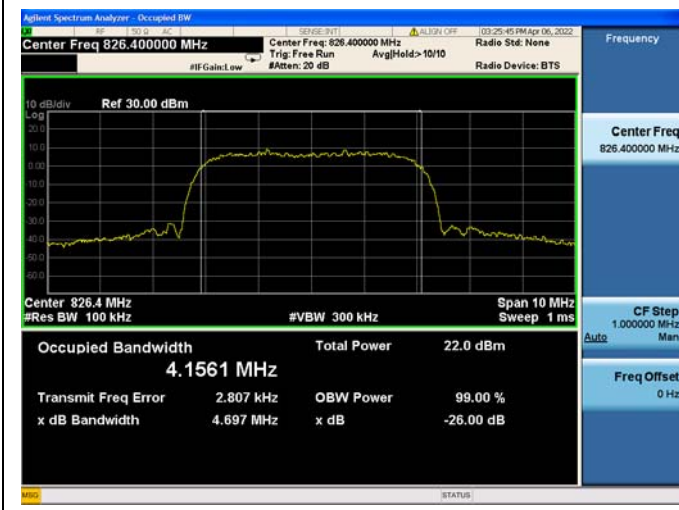 Agilent Spectrum Analyzer - Occupied BW
RF 50 Ω AC SENSE:INT ALIGN OFF 03:25:45 PM Apr 06, 2022
Center Freq 826.400000 MHz Center Freq: 826.400000 MHz Radio Std: None
Trig: Free Run Avg|Hold:> 10/10
#IFGain:Low #Atten: 20 dB Radio Device: BTS
Frequency
10 dB/div Ref 30.00 dBm
Log
20.0
10.0
0.00
-10.0
-20.0
-30.0
-40.0
-50.0
-60.0
Center 826.4 MHz Span 10 MHz
#Res BW 100 kHz #VBW 300 kHz Sweep 1 ms
Occupied Bandwidth Total Power 22.0 dBm
4.1561 MHz
Transmit Freq Error 2.807 kHz OBW Power 99.00 %
x dB Bandwidth 4.697 MHz x dB -26.00 dB
Center Freq
826.400000 MHz
CF Step
1.000000 MHz
Auto Man
Freq Offset
0 Hz
MSG STATUS